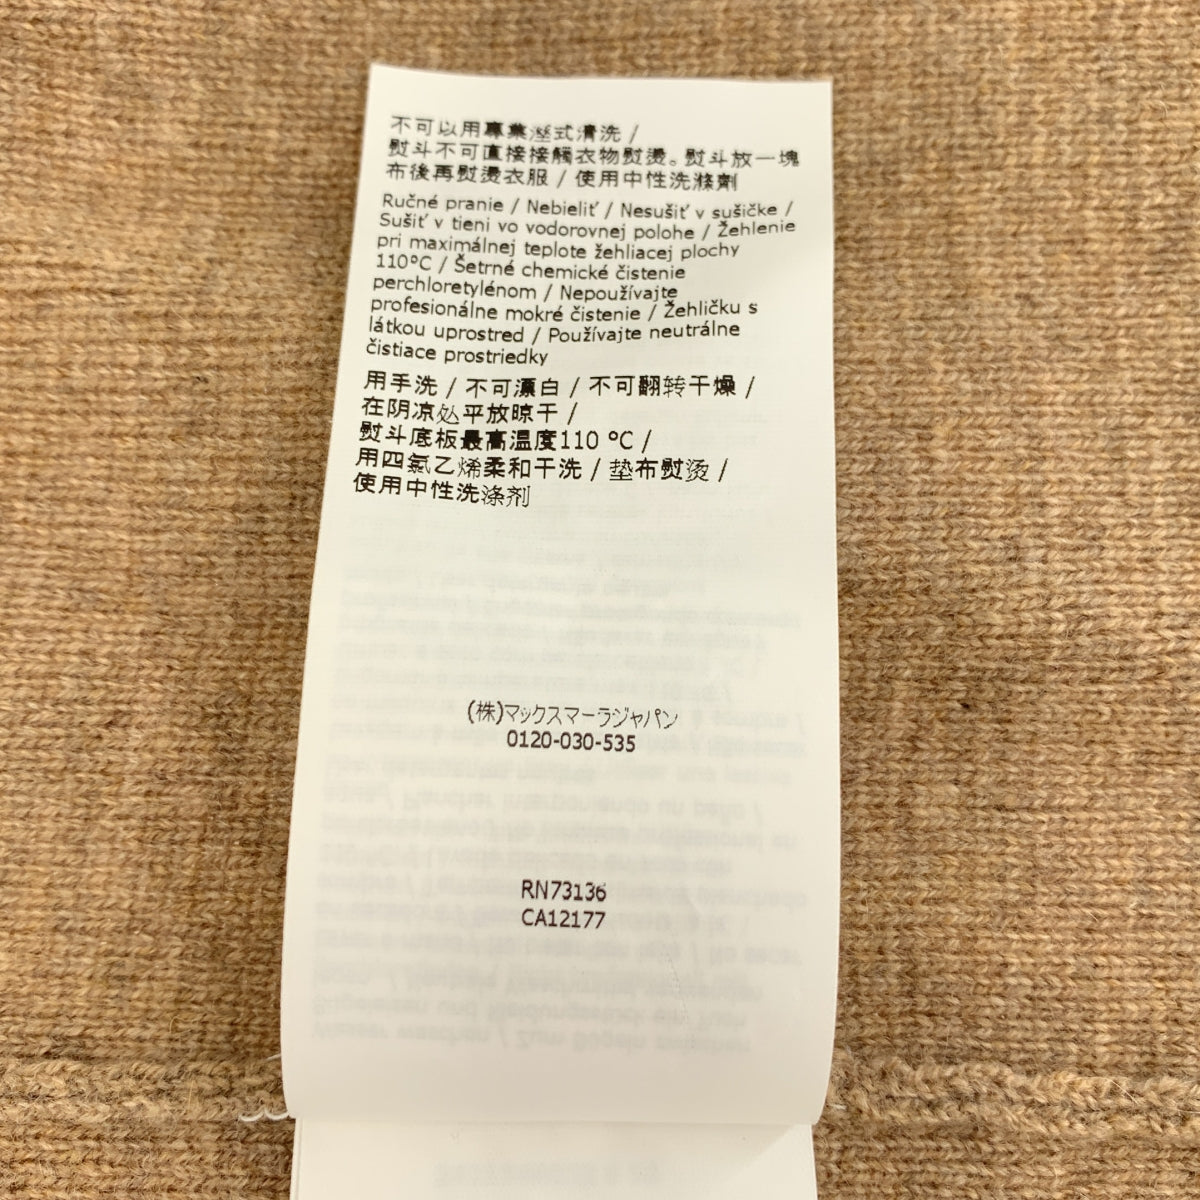 不可以用專業溼式清洗 /
熨斗不可直接接觸衣物熨燙。熨斗放一塊
布後再熨燙衣服 / 使用中性洗滌劑
Ručné pranie / Nebieliť / Nesušiť v sušičke /
Sušiť v tieni vo vodorovnej polohe / Žehlenie
pri maximálnej teplote žehliacej plochy
110°C / Šetrné chemické čistenie
perchloretylénom / Nepoužívajte
profesionálne mokré čistenie / Žehličku s
látkou uprostred / Používajte neutrálne
čistiace prostriedky
用手洗 / 不可漂白 / 不可翻转干燥 /
在阴凉处平放晾干 /
熨斗底板最高温度110 ºC /
用四氯乙烯柔和干洗 / 垫布熨烫 /
使用中性洗涤剂
(株)マックスマーラジャパン
0120-030-535
RN73136
CA12177